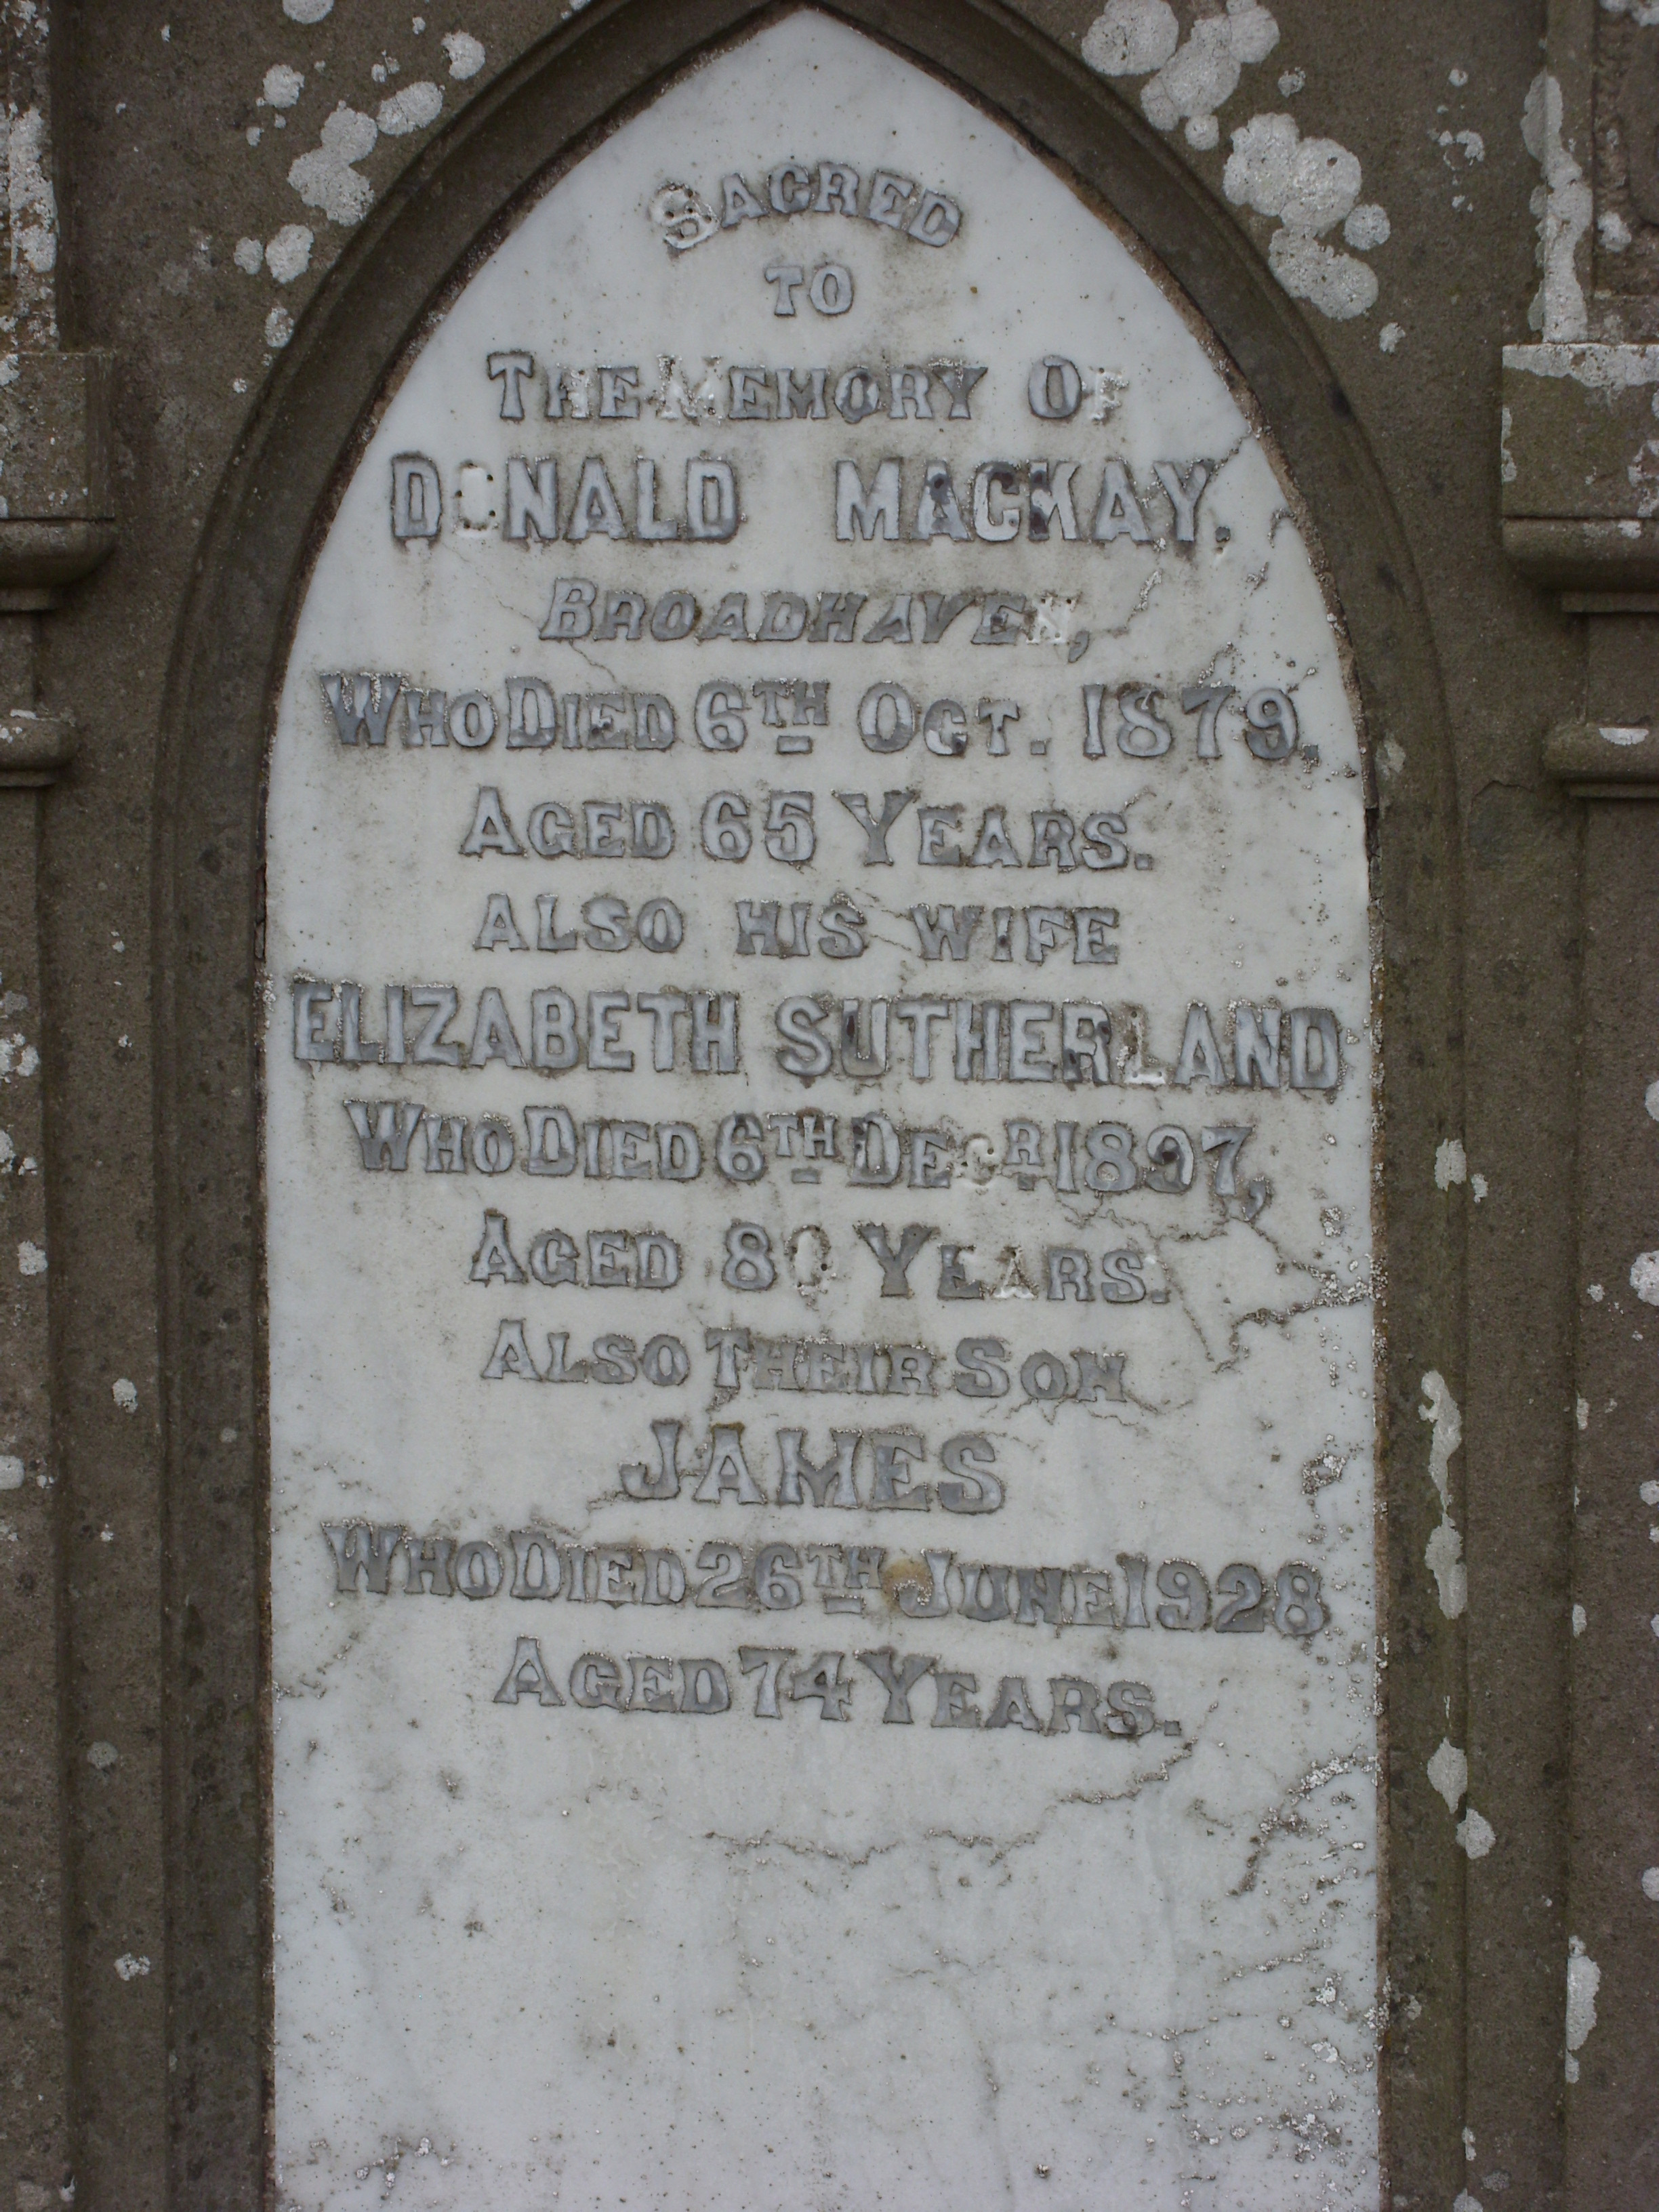 SACRED
TO
THE MEMORY OF
DONALD MACKAY.
BROADHAVEN,
WHO DIED 6TH OCT. 1879,
AGED 65 YEARS.
ALSO HIS WIFE
ELIZABETH SUTHERLAND
WHO DIED 6TH DECR. 1897,
AGED 80 YEARS.
ALSO THEIR SON
JAMES
WHO DIED 26TH JUNE 1928
AGED 74 YEARS.